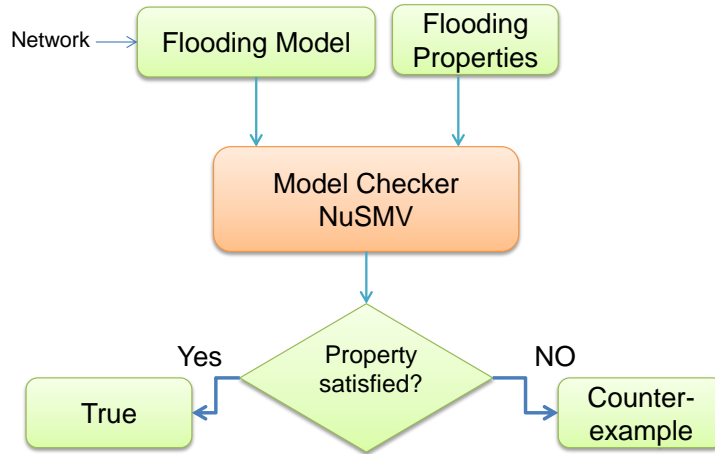 Network
Flooding Model
Flooding
Properties
Model Checker
NuSMV
Property
satisfied?
Yes
NO
True
Counter-
example